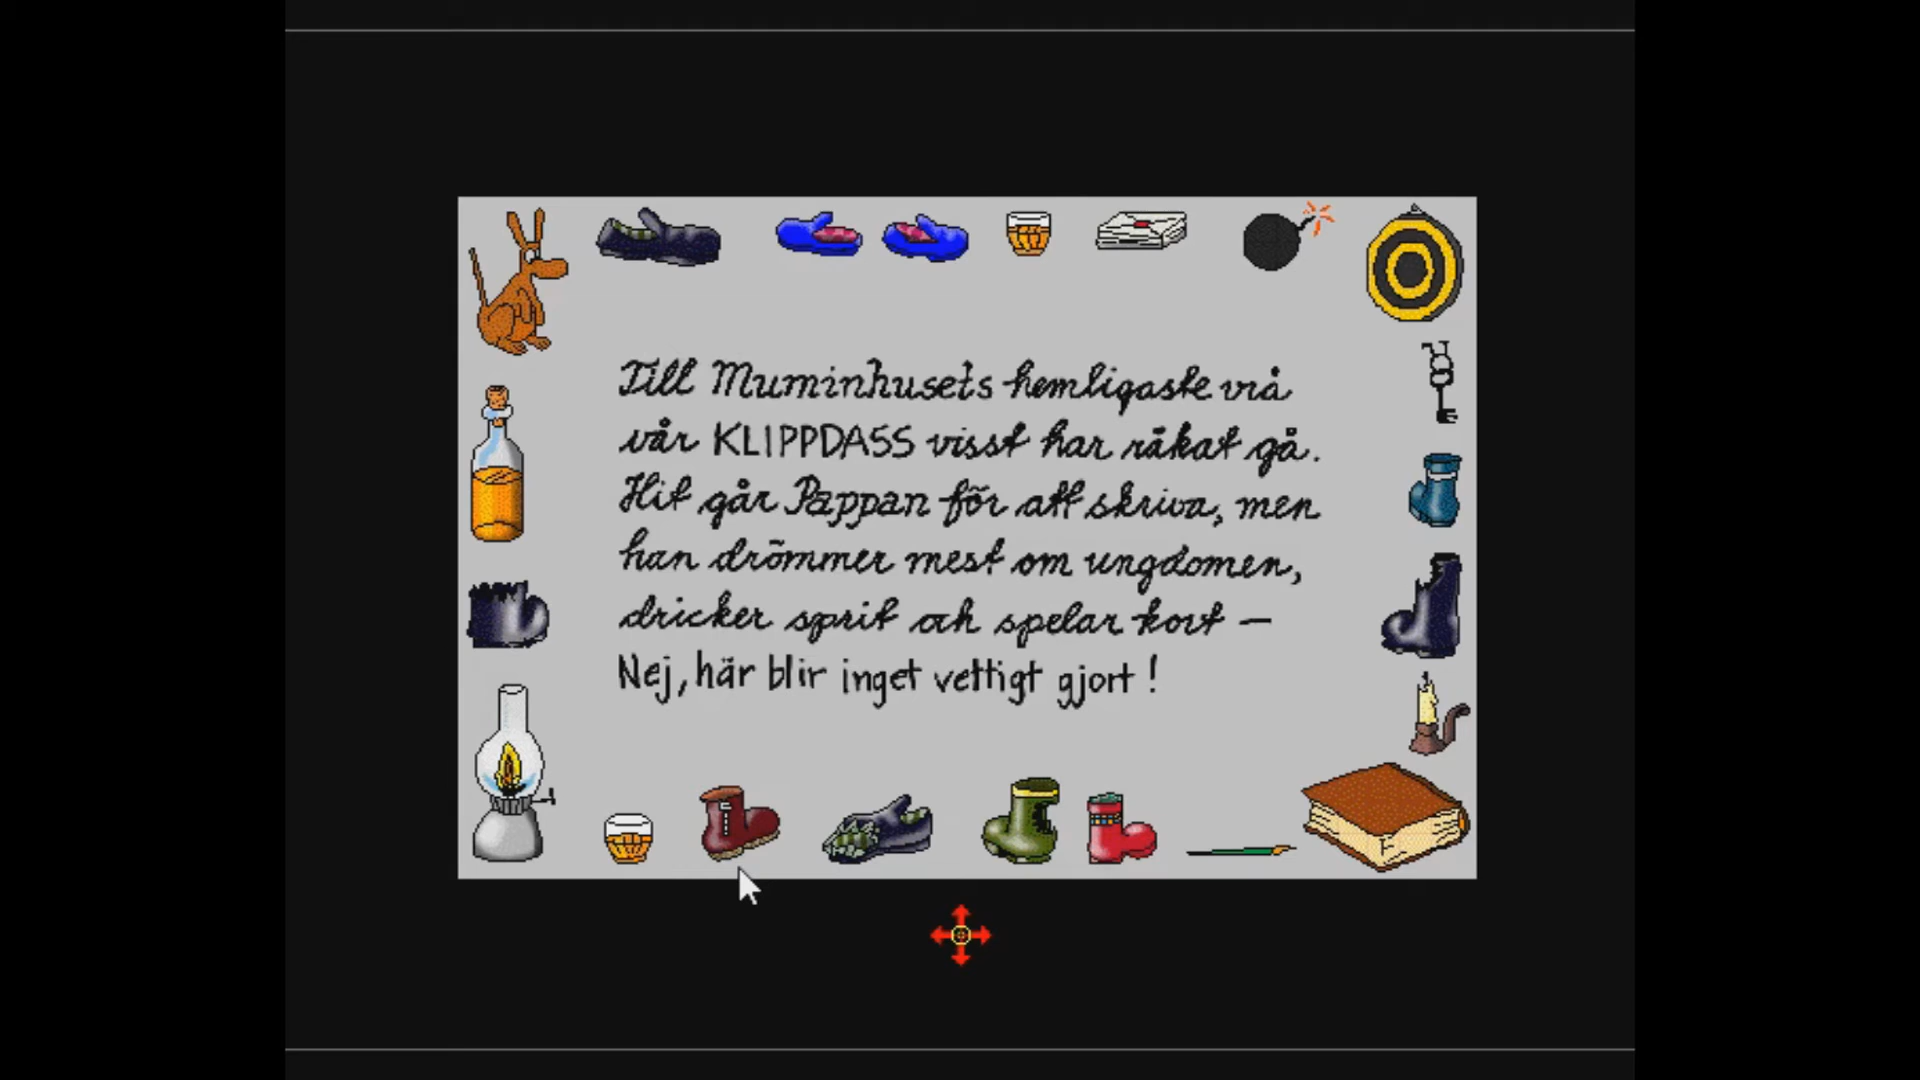 Till Muminhusets hemligaste vrå
vår KLIPPDASS visst har råkat gå.
Hit går Pappan för att skriva, men
han drömmer mest om ungdomen,
dricker sprit och spelar kort –
Nej, här blir inget vettigt gjort!